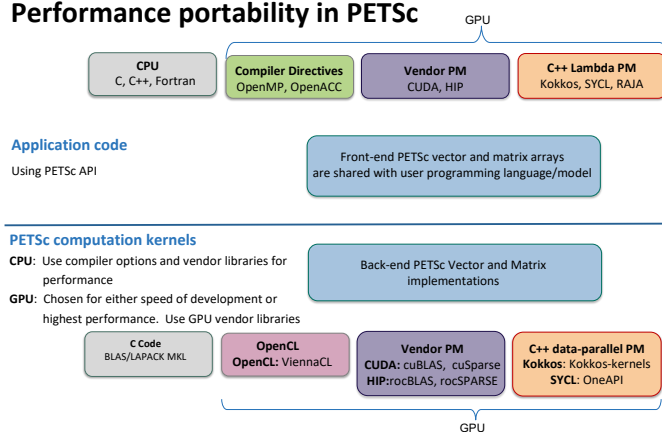 Performance portability in PETSc
GPU
CPU
C, C++, Fortran
Compiler Directives
OpenMP, OpenACC
Vendor PM
CUDA, HIP
C++ Lambda PM
Kokkos, SYCL, RAJA
Application code
Using PETSc API
Front-end PETSc vector and matrix arrays
are shared with user programming language/model
PETSc computation kernels
CPU: Use compiler options and vendor libraries for
performance
GPU: Chosen for either speed of development or
highest performance. Use GPU vendor libraries
Back-end PETSc Vector and Matrix
implementations
C Code
BLAS/LAPACK MKL
OpenCL
OpenCL: ViennaCL
Vendor PM
CUDA: cuBLAS, cuSparse
HIP:rocBLAS, rocSPARSE
C++ data-parallel PM
Kokkos: Kokkos-kernels
SYCL: OneAPI
GPU